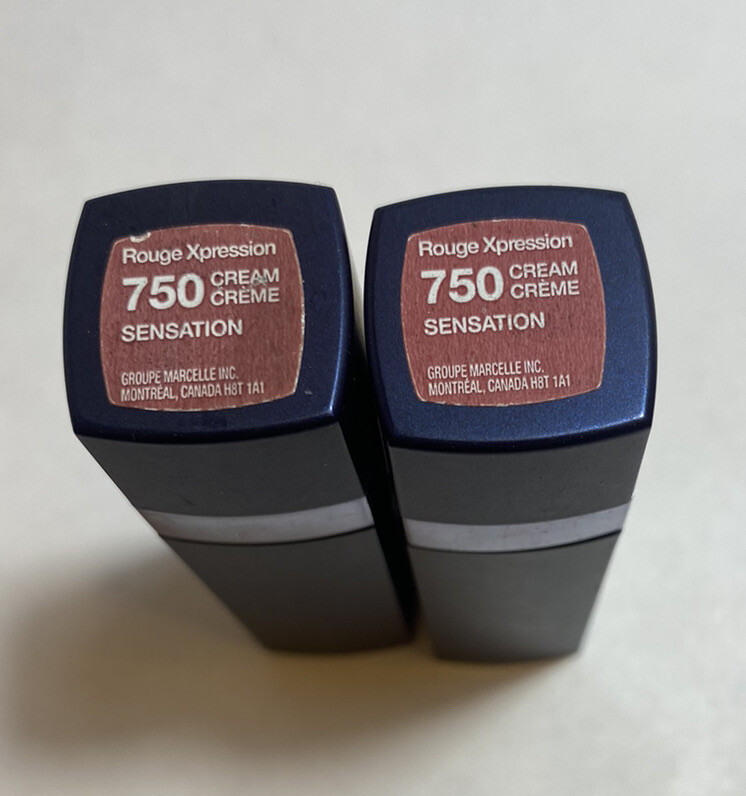 Rouge Xpression
750 CREAM
CRÈME
SENSATION
GROUPE MARCELLE INC.
MONTRÉAL, CANADA H8T 1A1
Rouge Xpression
750 CREAM
CRÈME
SENSATION
GROUPE MARCELLE INC.
MONTRÉAL, CANADA H8T 1A1